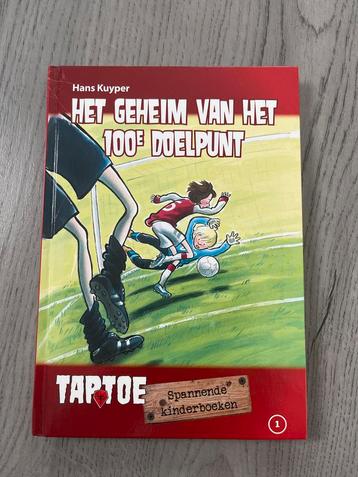 Hans Kuyper
HET GEHEIM VAN HET
100E DOELPUNT
TAPTOE
Spannende
kinderboeken
1